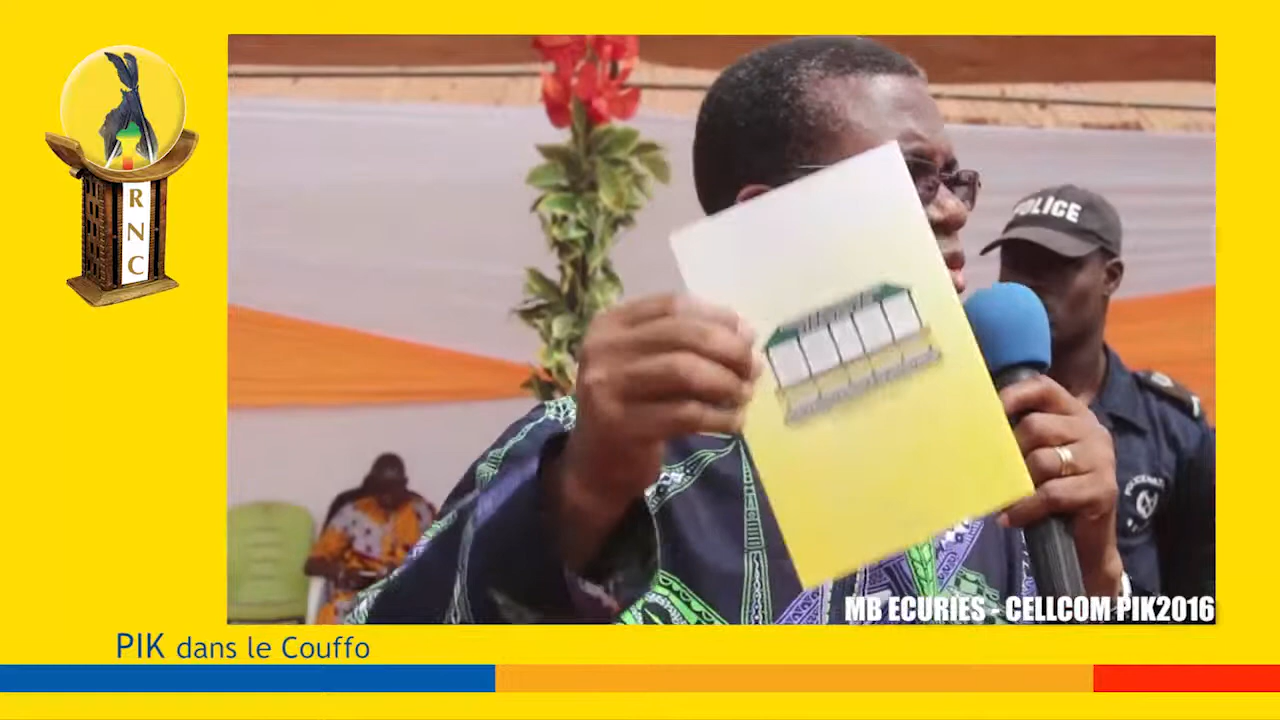 R
N
C
POLICE
MB ECURIES - CELLCOM PIK2016
PIK dans le Couffo